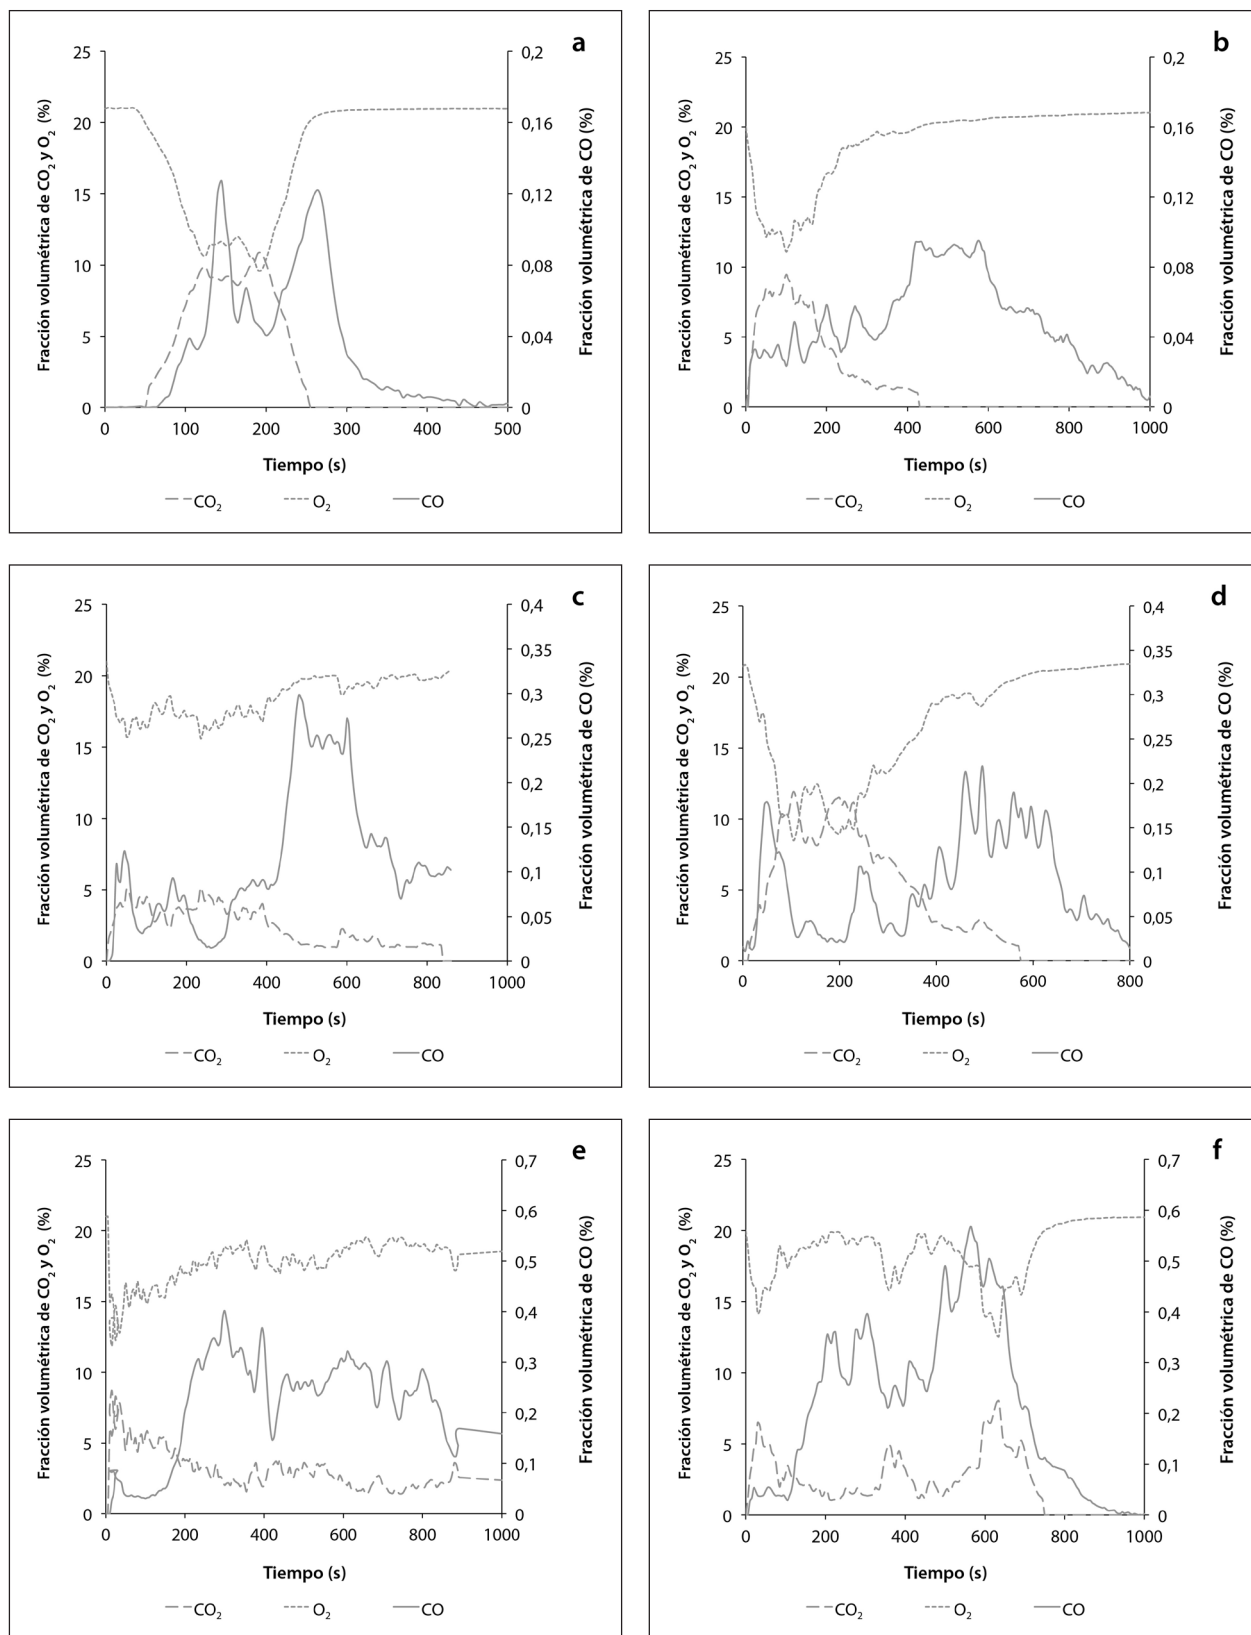 a
Fracción volumétrica de CO₂ y O₂ (%)
25
20
15
10
5
0
0,2
0,16
0,12
0,08
0,04
0
Fracción volumétrica de CO (%)
0 100 200 300 400 500
Tiempo (s)
CO₂ O₂ CO
b
Fracción volumétrica de CO₂ y O₂ (%)
25
20
15
10
5
0
0,2
0,16
0,12
0,08
0,04
0
Fracción volumétrica de CO (%)
0 200 400 600 800 1000
Tiempo (s)
CO₂ O₂ CO
c
Fracción volumétrica de CO₂ y O₂ (%)
25
20
15
10
5
0
0,4
0,35
0,3
0,25
0,2
0,15
0,1
0,05
0
Fracción volumétrica de CO (%)
0 200 400 600 800 1000
Tiempo (s)
CO₂ O₂ CO
d
Fracción volumétrica de CO₂ y O₂ (%)
25
20
15
10
5
0
0,4
0,35
0,3
0,25
0,2
0,15
0,1
0,05
0
Fracción volumétrica de CO (%)
0 200 400 600 800
Tiempo (s)
CO₂ O₂ CO
e
Fracción volumétrica de CO₂ y O₂ (%)
25
20
15
10
5
0
0,7
0,6
0,5
0,4
0,3
0,2
0,1
0
Fracción volumétrica de CO (%)
0 200 400 600 800 1000
Tiempo (s)
CO₂ O₂ CO
f
Fracción volumétrica de CO₂ y O₂ (%)
25
20
15
10
5
0
0,7
0,6
0,5
0,4
0,3
0,2
0,1
0
Fracción volumétrica de CO (%)
0 200 400 600 800 1000
Tiempo (s)
CO₂ O₂ CO